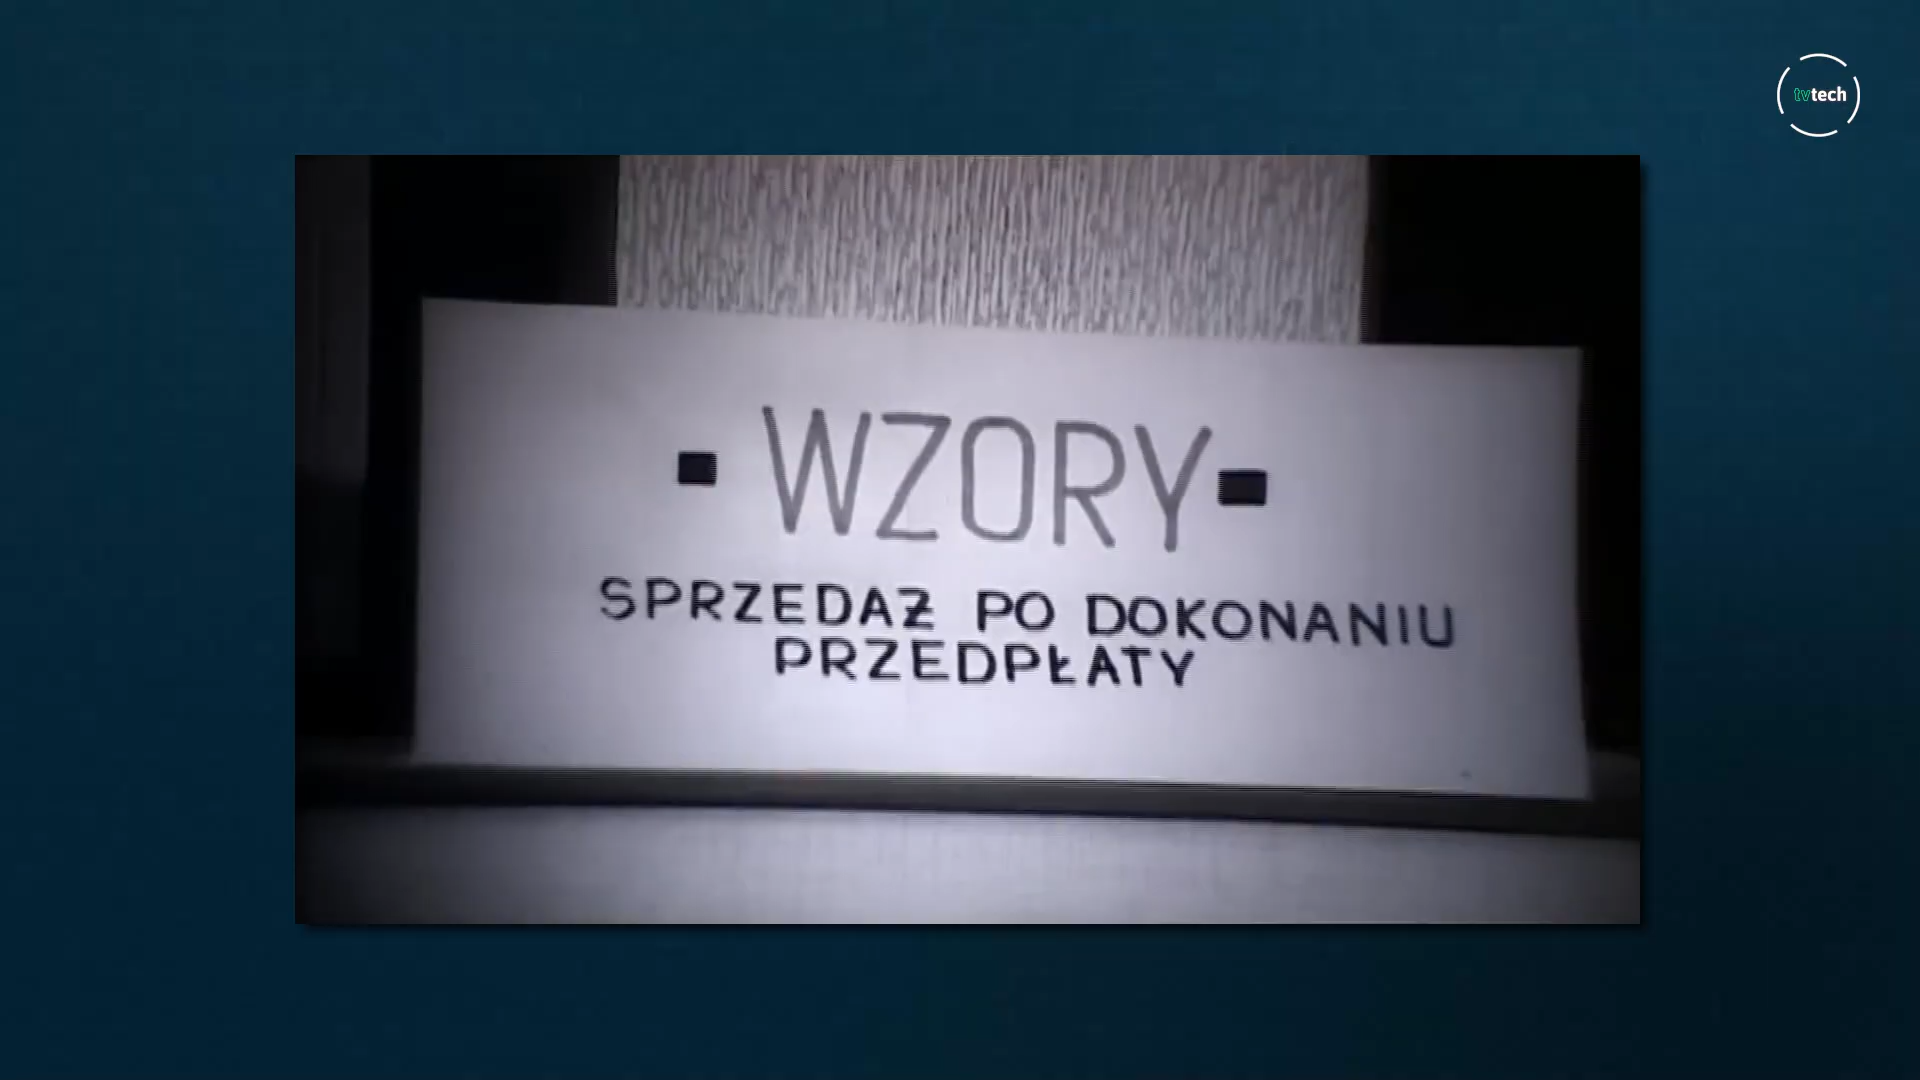 tvtech
▪ WZORY ▪
SPRZEDAŻ PO DOKONANIU
PRZEDPŁATY